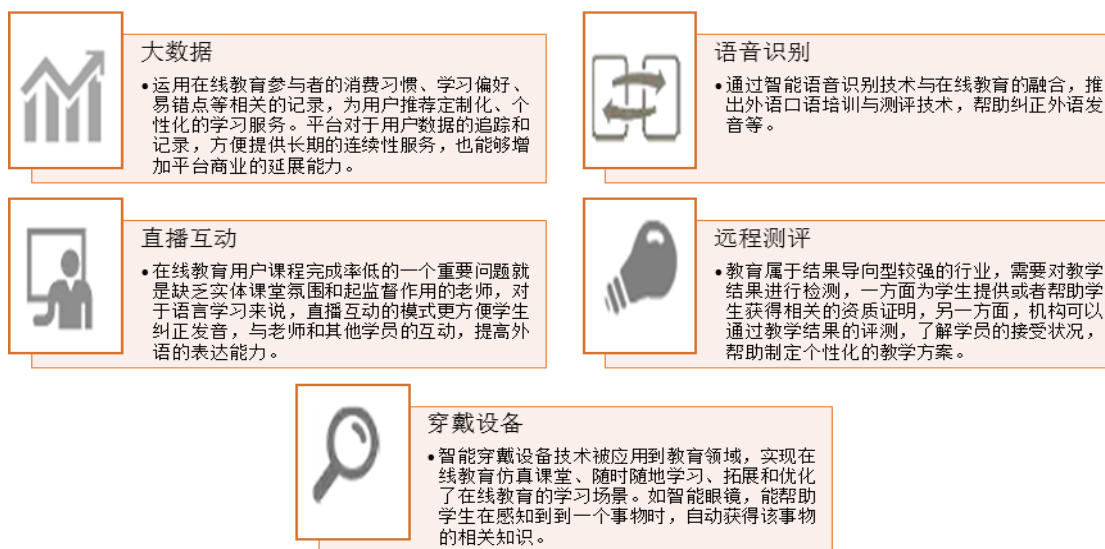 大数据
•运用在线教育参与者的消费习惯、学习偏好、
易错点等相关的记录，为用户推荐定制化、个
性化的学习服务。平台对于用户数据的追踪和
记录，方便提供长期的连续性服务，也能够增
加平台商业的延展能力。
语音识别
•通过智能语音识别技术与在线教育的融合，推
出外语口语培训与测评技术，帮助纠正外语发
音等。
直播互动
•在线教育用户课程完成率低的一个重要问题就
是缺乏实体课堂氛围和起监督作用的老师，对
于语言学习来说，直播互动的模式更方便学生
纠正发音，与老师和其他学员的互动，提高外
语的表达能力。
远程测评
•教育属于结果导向型较强的行业，需要对教学
结果进行检测，一方面为学生提供或者帮助学
生获得相关的资质证明，另一方面，机构可以
通过教学结果的评测，了解学员的接受状况，
帮助制定个性化的教学方案。
穿戴设备
•智能穿戴设备技术被应用到教育领域，实现在
线教育仿真课堂、随时随地学习、拓展和优化
了在线教育的学习场景。如智能眼镜，能帮助
学生在感知到到一个事物时，自动获得该事物
的相关知识。